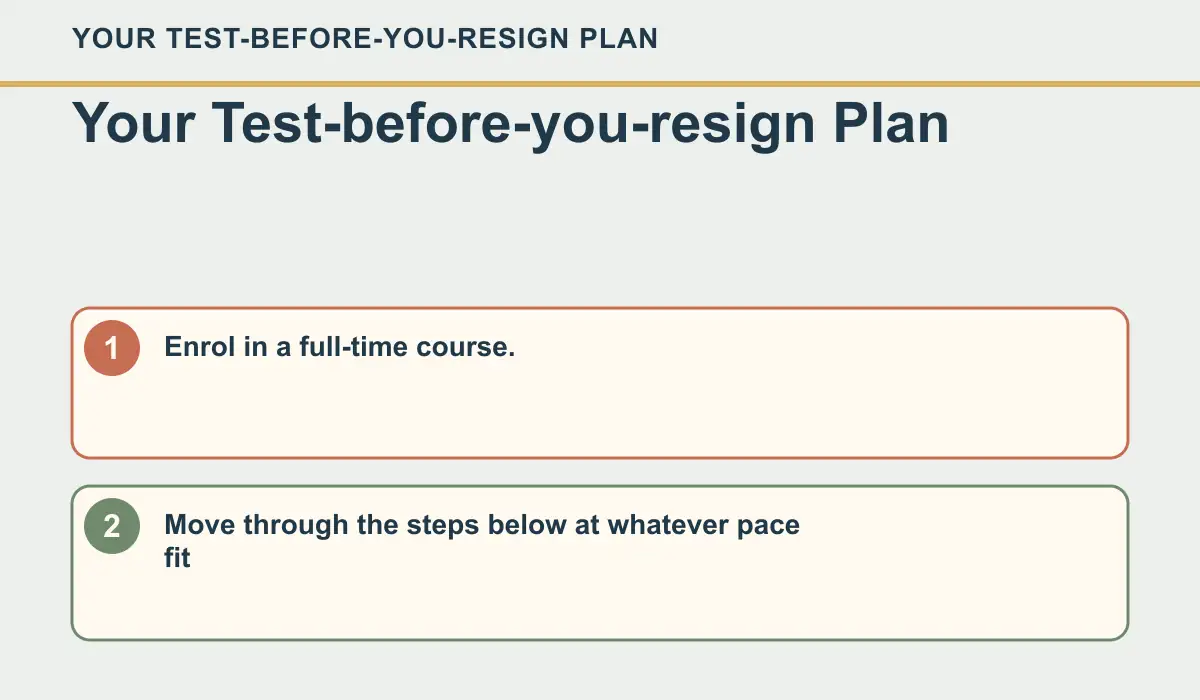 YOUR TEST-BEFORE-YOU-RESIGN PLAN
Your Test-before-you-resign Plan
1
Enrol in a full-time course.
2
Move through the steps below at whatever pace
fit